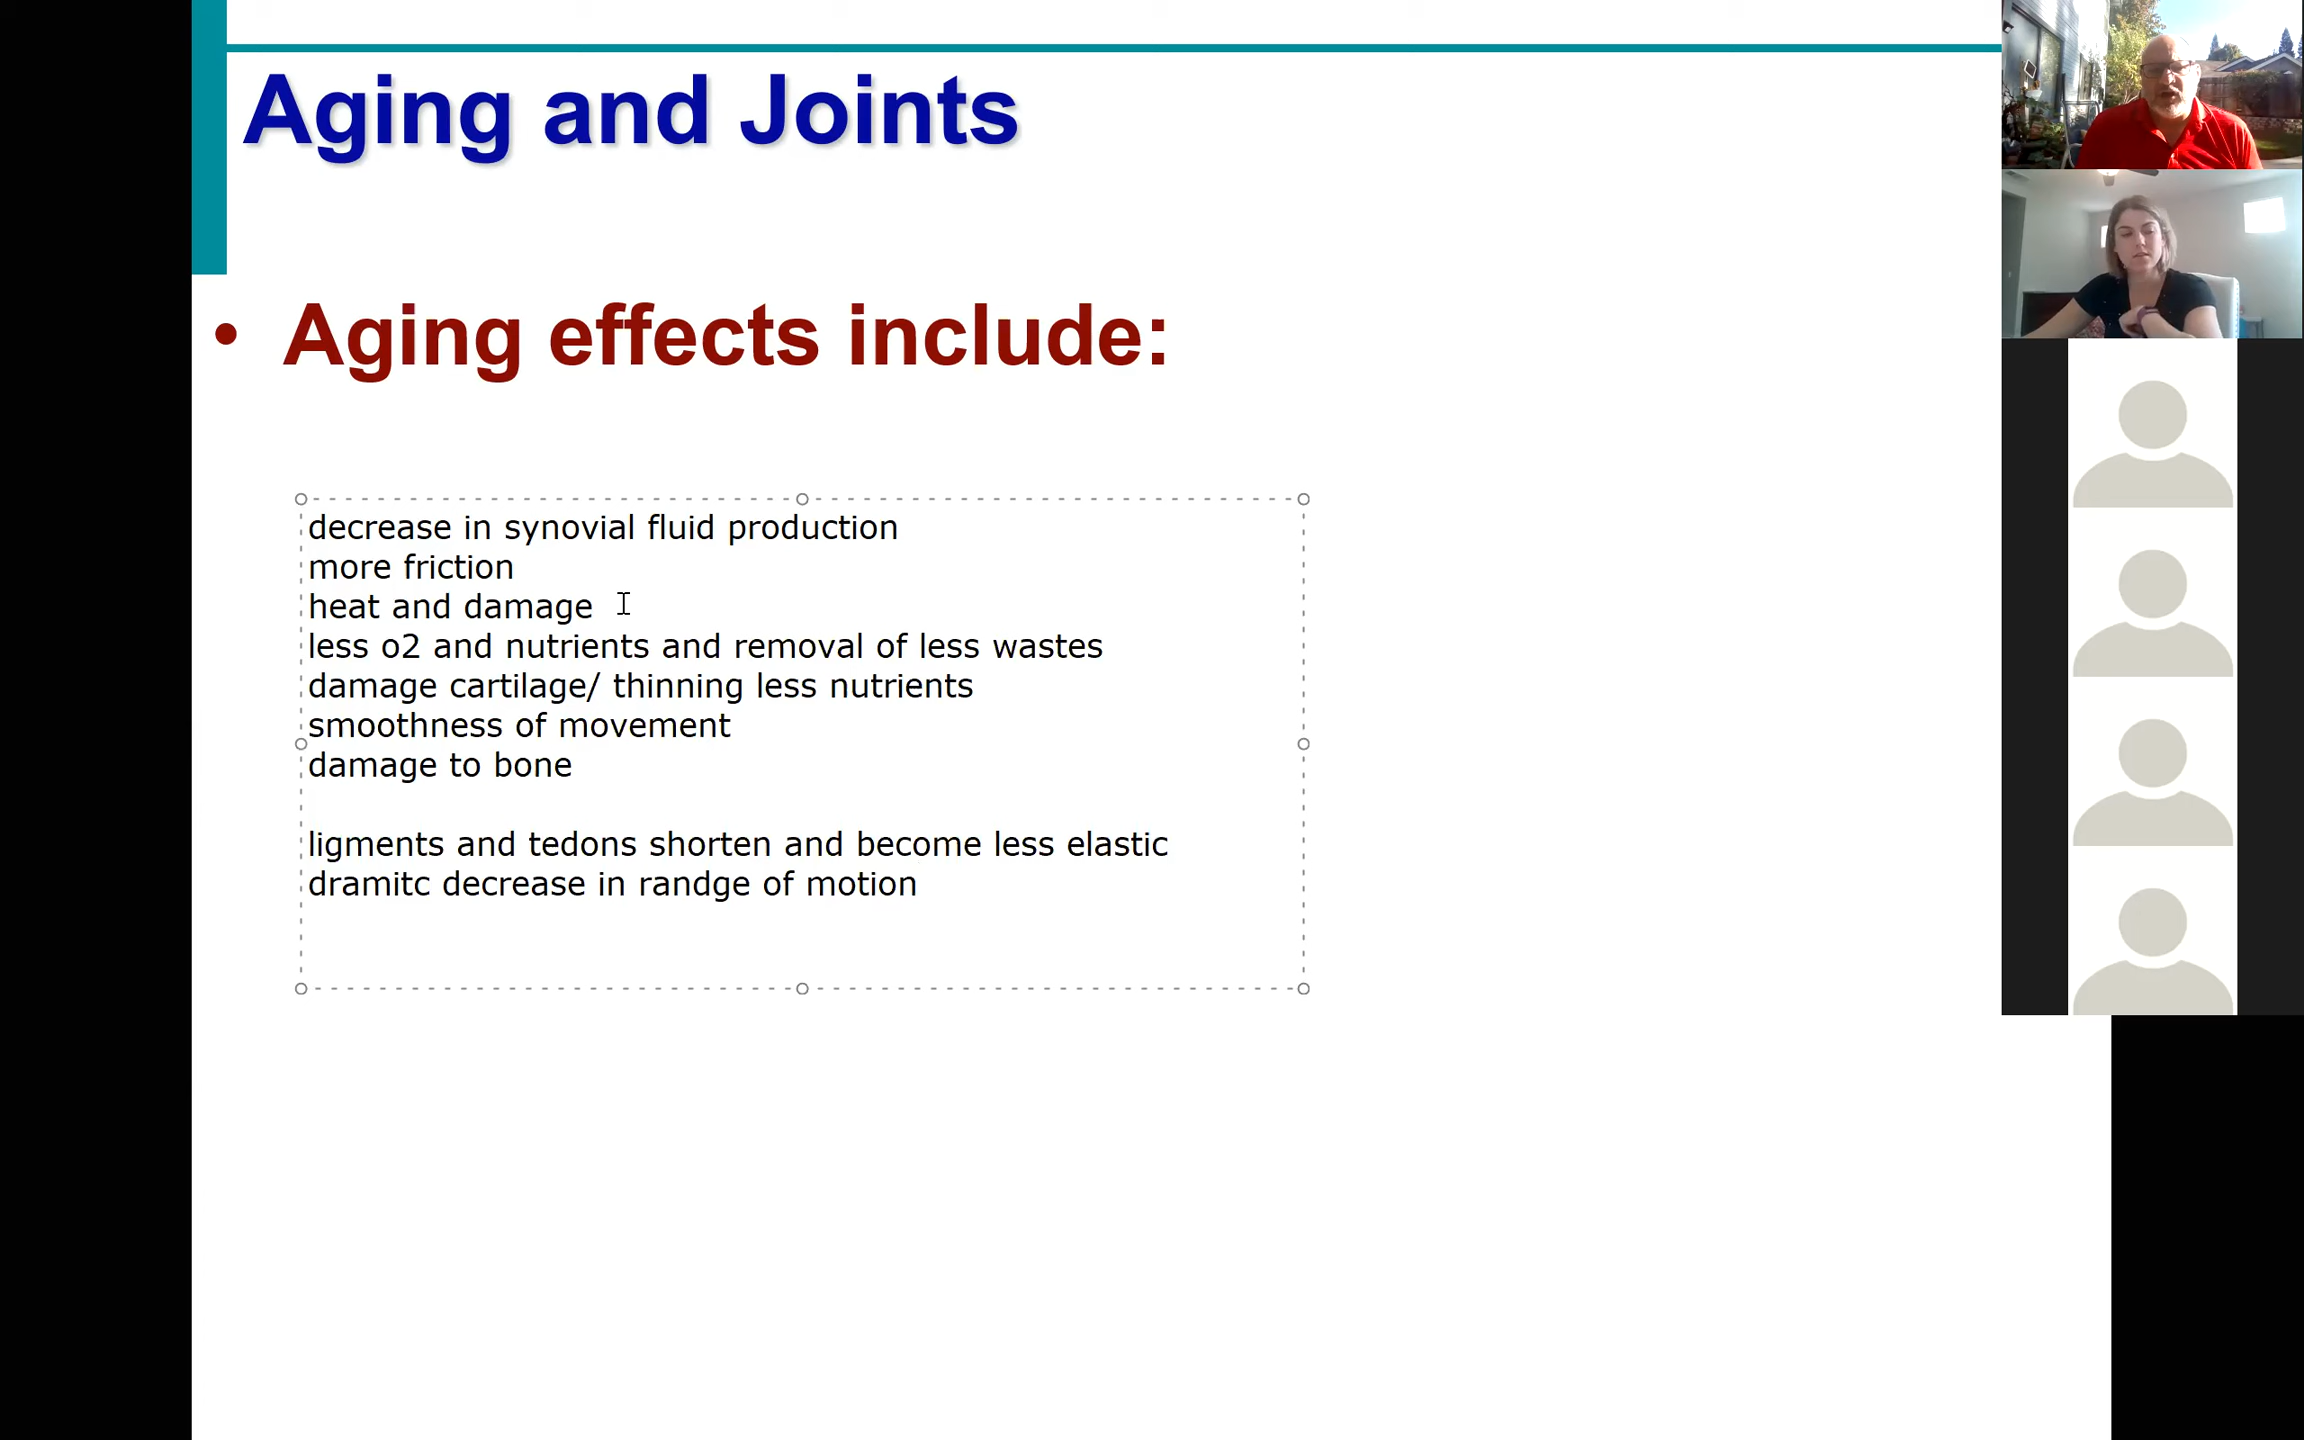 Aging and Joints
• Aging effects include:
decrease in synovial fluid production
more friction
heat and damage
less o2 and nutrients and removal of less wastes
damage cartilage/ thinning less nutrients
smoothness of movement
damage to bone
ligments and tedons shorten and become less elastic
dramitc decrease in randge of motion